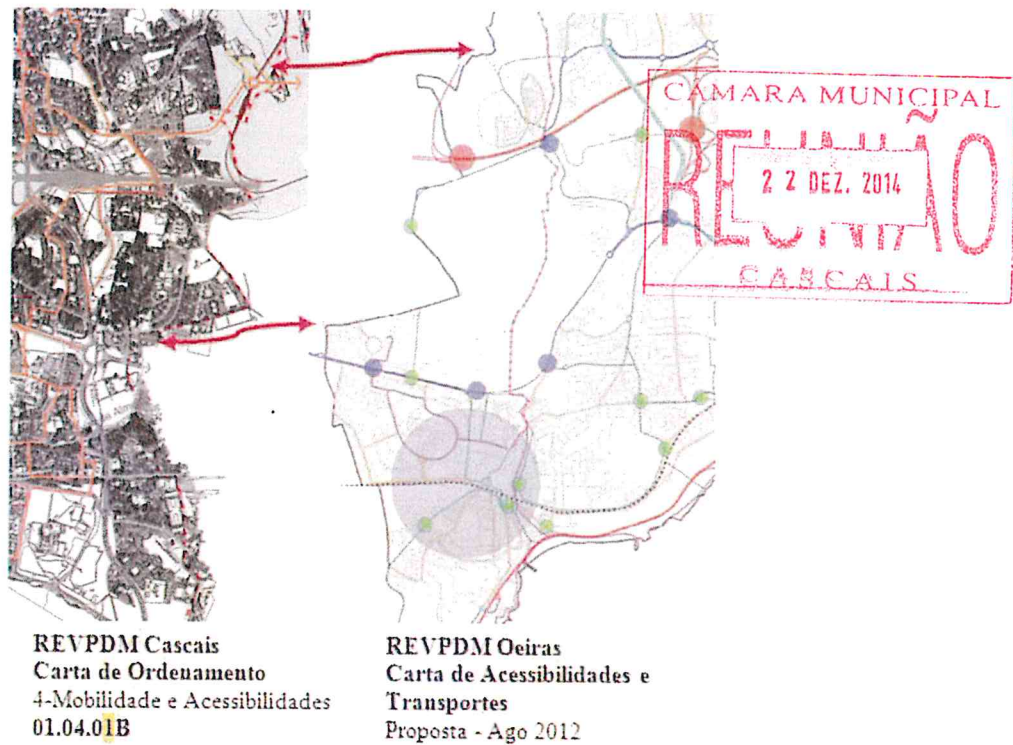 CÂMARA MUNICIPAL
REUNIÃO
22 DEZ. 2014
CASCAIS
REVPDM Cascais
Carta de Ordenamento
4-Mobilidade e Acessibilidades
01.04.01B
REVPDM Oeiras
Carta de Acessibilidades e
Transportes
Proposta - Ago 2012